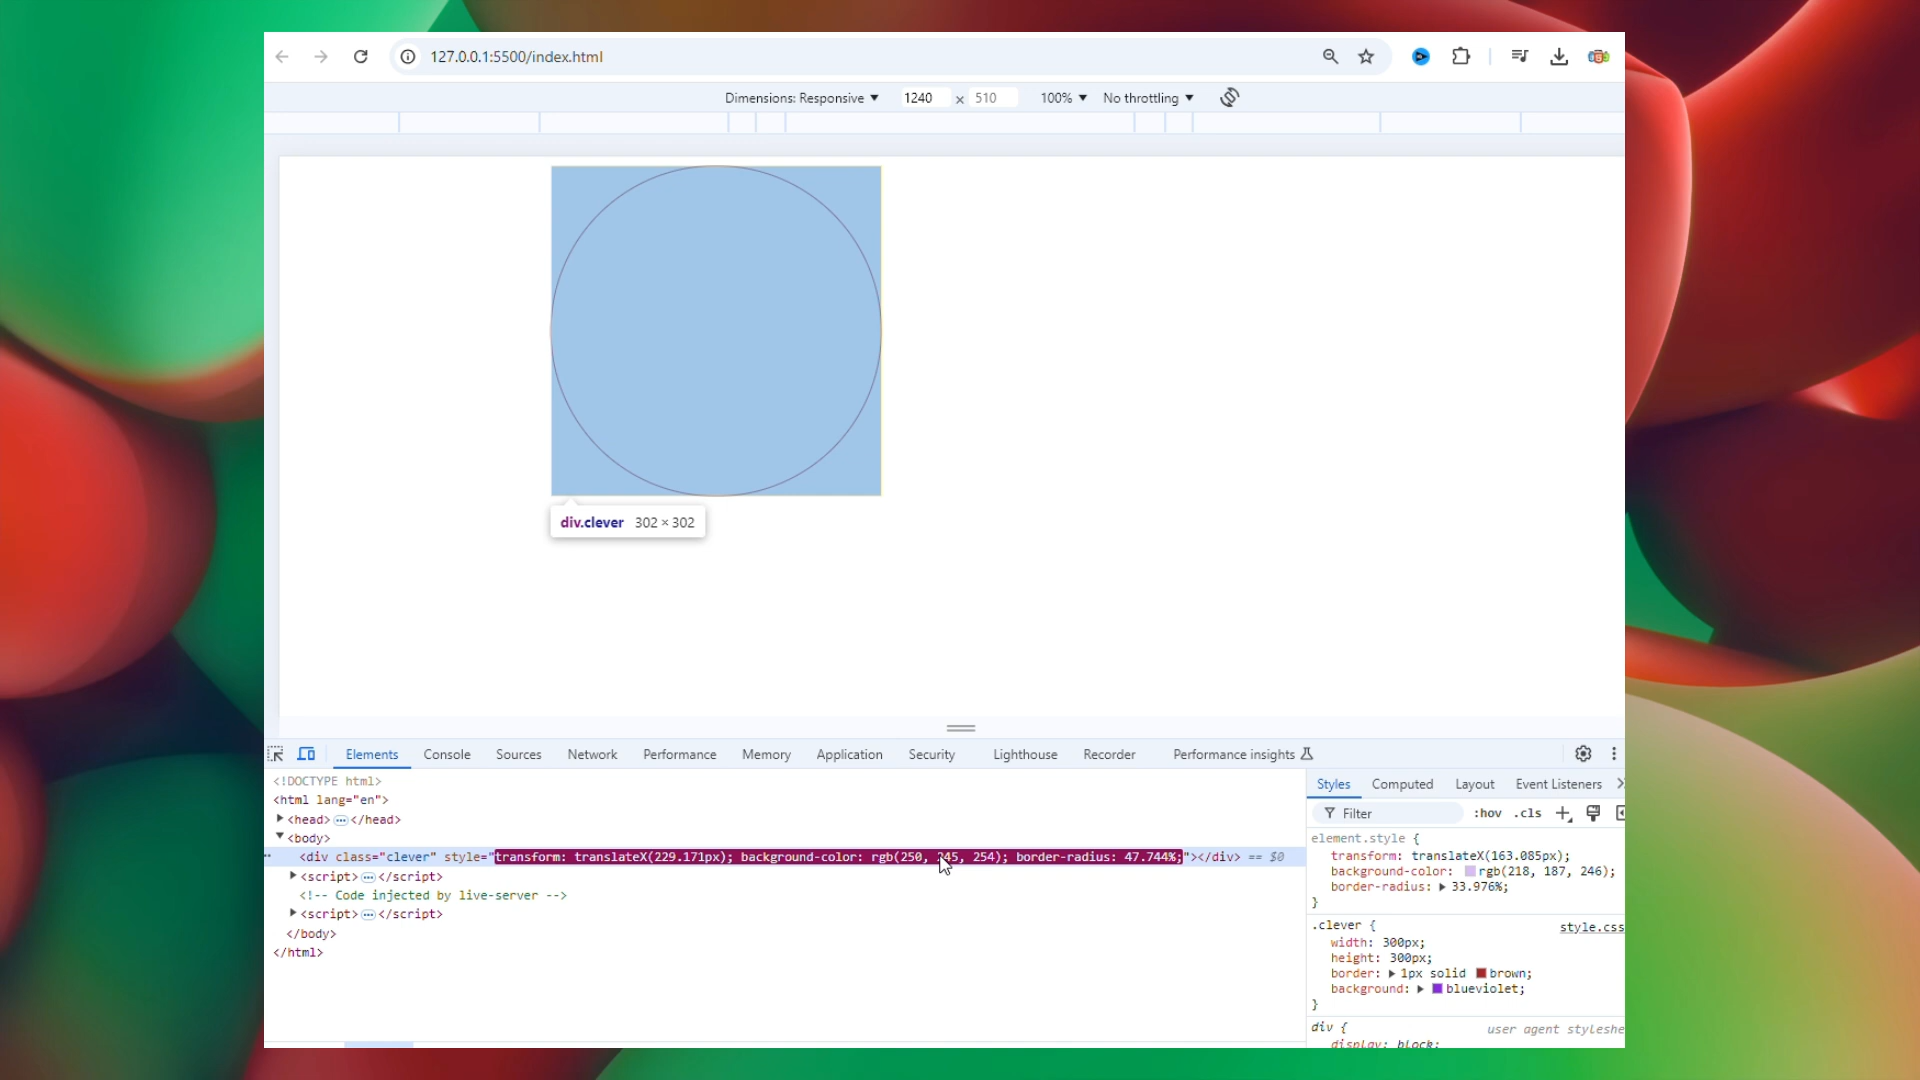 127.0.0.1:5500/index.html
Dimensions: Responsive 1240 x 510 100% No throttling
div.clever 302 × 302
Elements Console Sources Network Performance Memory Application Security Lighthouse Recorder Performance insights
<!DOCTYPE html>
<html lang="en">
<head> </head>
<body>
<div class="clever" style="transform: translateX(229.171px); background-color: rgb(250, 245, 254); border-radius: 47.744%;"></div> == $0
<script> </script>
<!-- Code injected by live-server -->
<script> </script>
</body>
</html>
Styles Computed Layout Event Listeners
Filter :hov .cls
element.style {
transform: translateX(163.085px);
background-color: rgb(218, 187, 246);
border-radius: 33.976%;
}
.clever { style.css
width: 300px;
height: 300px;
border: 1px solid brown;
background: blueviolet;
}
div { user agent styleshe
display: block;